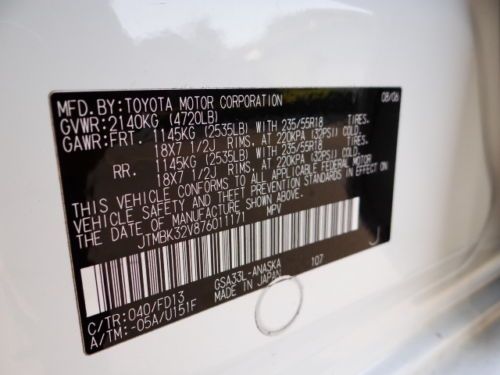 MFD. BY: TOYOTA MOTOR CORPORATION 08/06
GVWR: 2140KG (4720LB)
GAWR: FRT. 1145KG (2535LB) WITH 235/55R18 TIRES.
18X7 1/2J RIMS. AT 220KPA (32PSI) COLD.
RR. 1145KG (2535LB) WITH 235/55R18 TIRES.
18X7 1/2J RIMS. AT 220KPA (32PSI) COLD.
THIS VEHICLE CONFORMS TO ALL APPLICABLE FEDERAL MOTOR
VEHICLE SAFETY AND THEFT PREVENTION STANDARDS IN EFFECT ON
THE DATE OF MANUFACTURE SHOWN ABOVE.
JTMBK32V876011171 MPV
J
C/TR: 040/FD13 GSA33L-ANASKA 107
A/TM: -05A/U151F MADE IN JAPAN